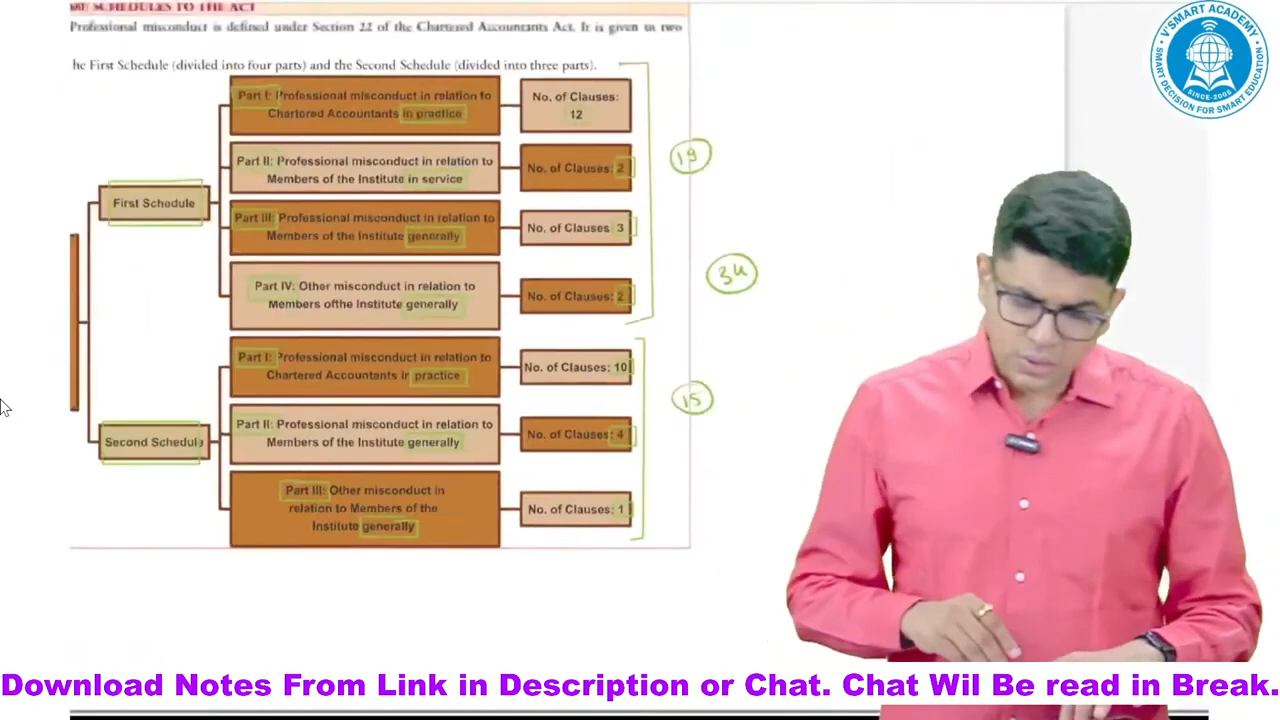 SCHEDULES TO THE ACT
Professional misconduct is defined under Section 22 of the Chartered Accountants Act. It is given in two
he First Schedule (divided into four parts) and the Second Schedule (divided into three parts).
First Schedule
Part I: Professional misconduct in relation to
Chartered Accountants in practice
No. of Clauses:
12
Part II: Professional misconduct in relation to
Members of the Institute in service
No. of Clauses: 2
Part III: Professional misconduct in relation to
Members of the Institute generally
No. of Clauses: 3
Part IV: Other misconduct in relation to
Members ofthe Institute generally
No. of Clauses: 2
19
34
Second Schedule
Part I: Professional misconduct in relation to
Chartered Accountants in practice
No. of Clauses: 10
Part II: Professional misconduct in relation to
Members of the Institute generally
No. of Clauses: 4
Part III: Other misconduct in
relation to Members of the
Institute generally
No. of Clauses: 1
15
V'SMART ACADEMY
SMART DECISION FOR SMART EDUCATION
SINCE-2005
Download Notes From Link in Description or Chat. Chat Wil Be read in Break.